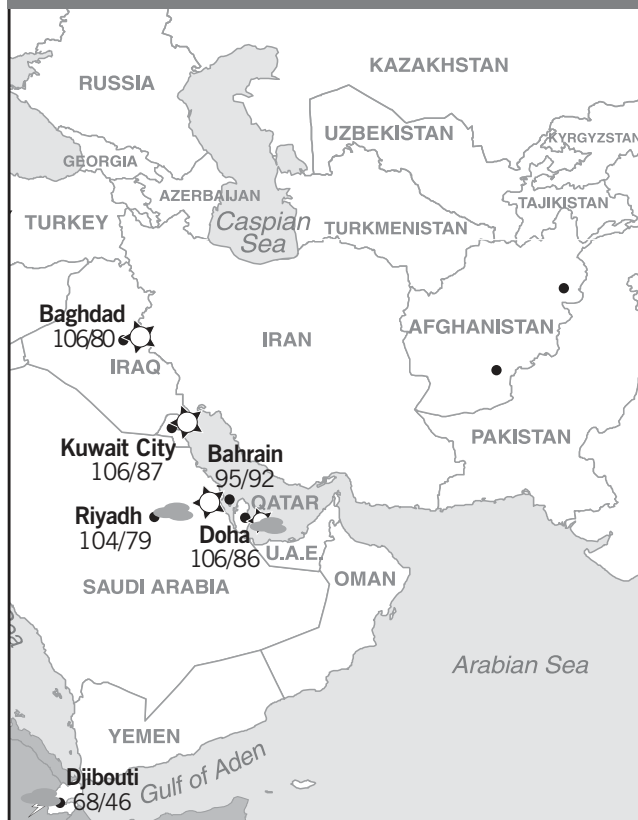 KAZAKHSTAN
RUSSIA
UZBEKISTAN
KYRGYZSTAN
GEORGIA
AZERBAIJAN
TAJIKISTAN
TURKEY
Caspian
Sea
TURKMENISTAN
Baghdad
106/80
IRAQ
IRAN
AFGHANISTAN
Kuwait City
106/87
Bahrain
95/92
PAKISTAN
QATAR
Riyadh
104/79
Doha
106/86
U.A.E.
SAUDI ARABIA
OMAN
Arabian Sea
YEMEN
Gulf of Aden
Djibouti
68/46